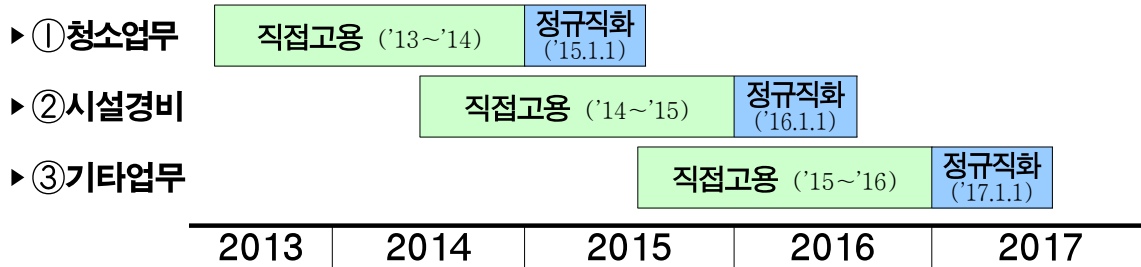 ▶ ①청소업무 직접고용 ('13~'14) 정규직화
('15.1.1)
▶ ②시설경비 직접고용 ('14~'15) 정규직화
('16.1.1)
▶ ③기타업무 직접고용 ('15~'16) 정규직화
('17.1.1)
2013 2014 2015 2016 2017